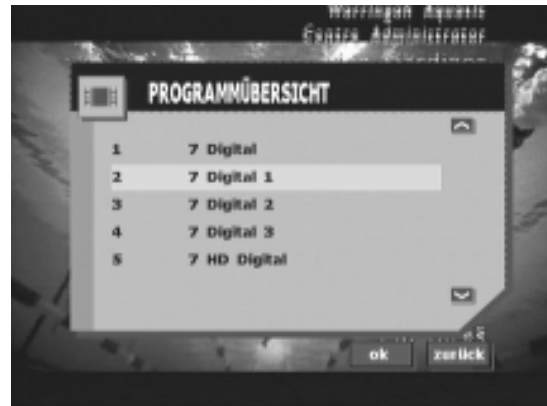 Warringah Aquatic
Centre Administrator
PROGRAMMÜBERSICHT
1 7 Digital
2 7 Digital 1
3 7 Digital 2
4 7 Digital 3
5 7 HD Digital
ok zurück